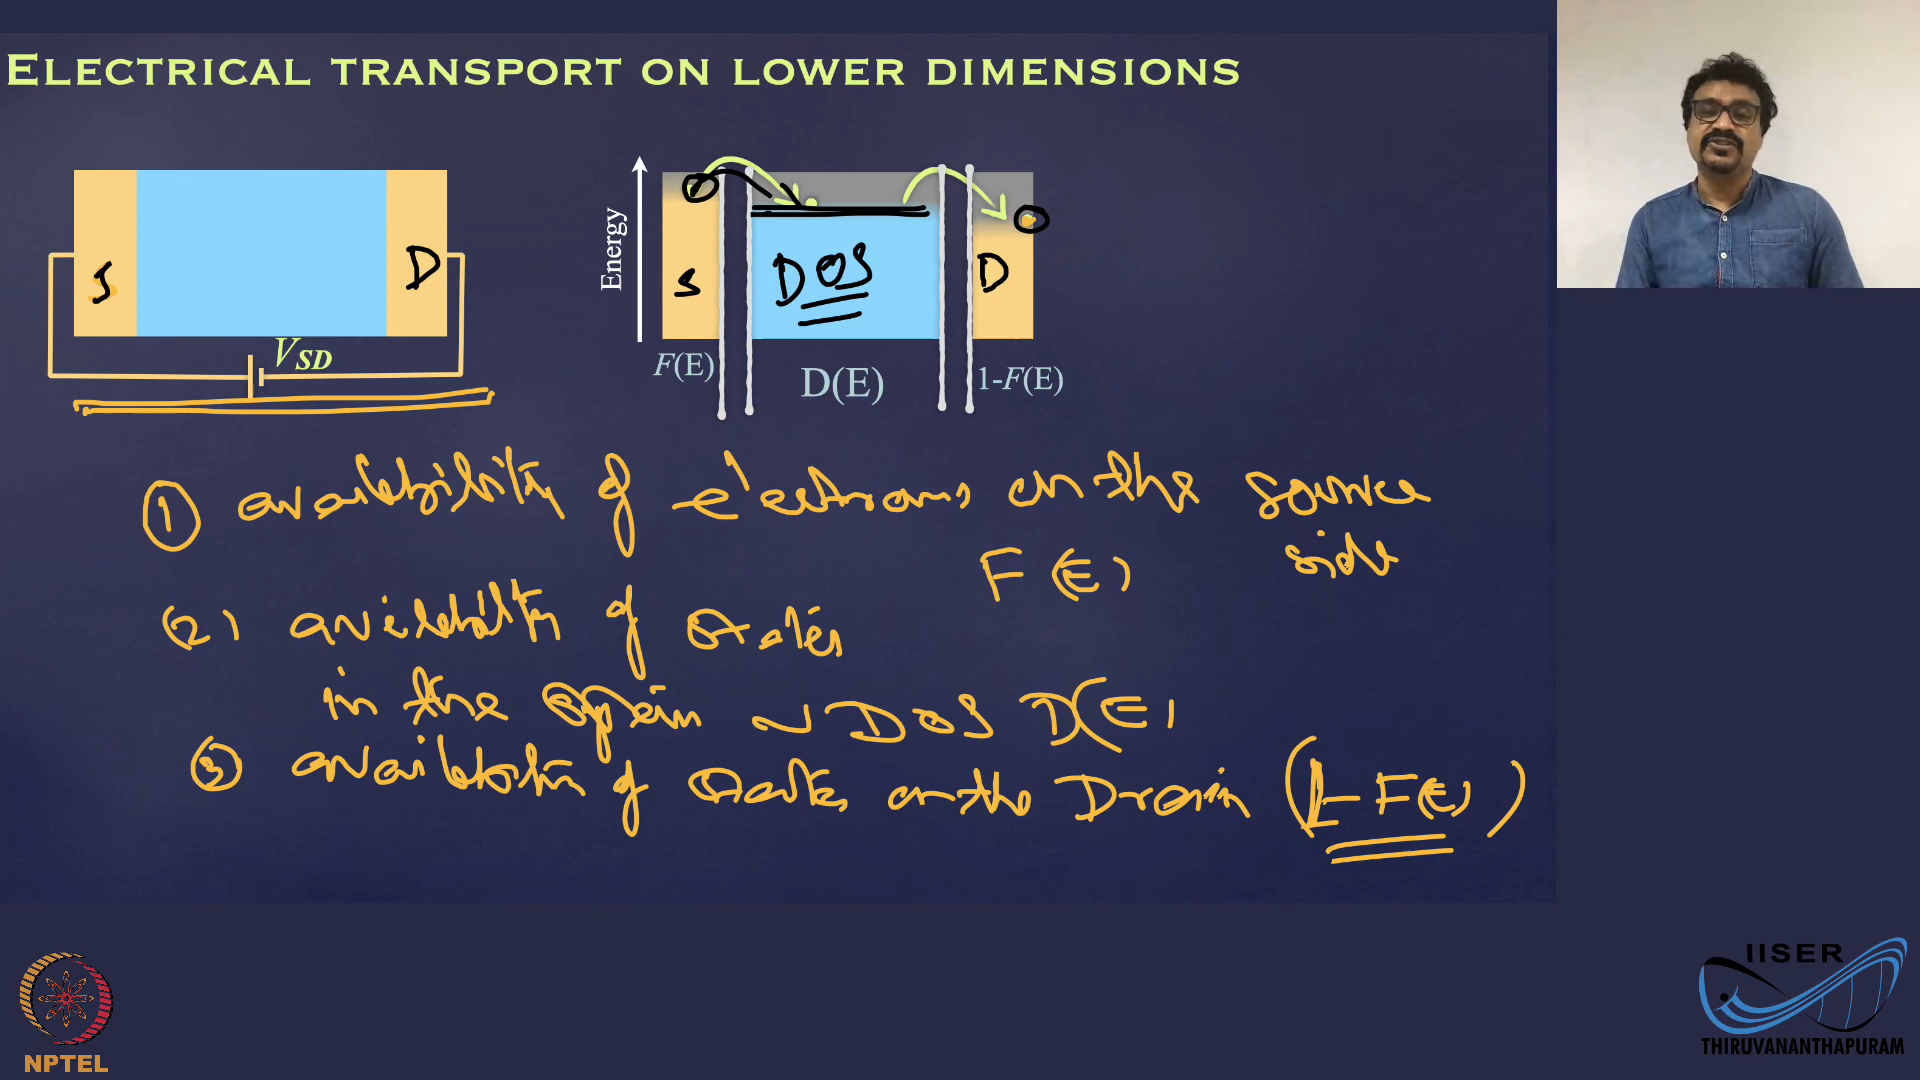 ELECTRICAL TRANSPORT ON LOWER DIMENSIONS
S
D
VSD
Energy
S
DOS
D
F(E)
D(E)
1-F(E)
① availability of electrons on the source
side
F(E)
(2) availability of states
in the system ~ DOS D(E)
③ availability of states on the Drain (1-F(E))
NPTEL
IISER
THIRUVANANTHAPURAM